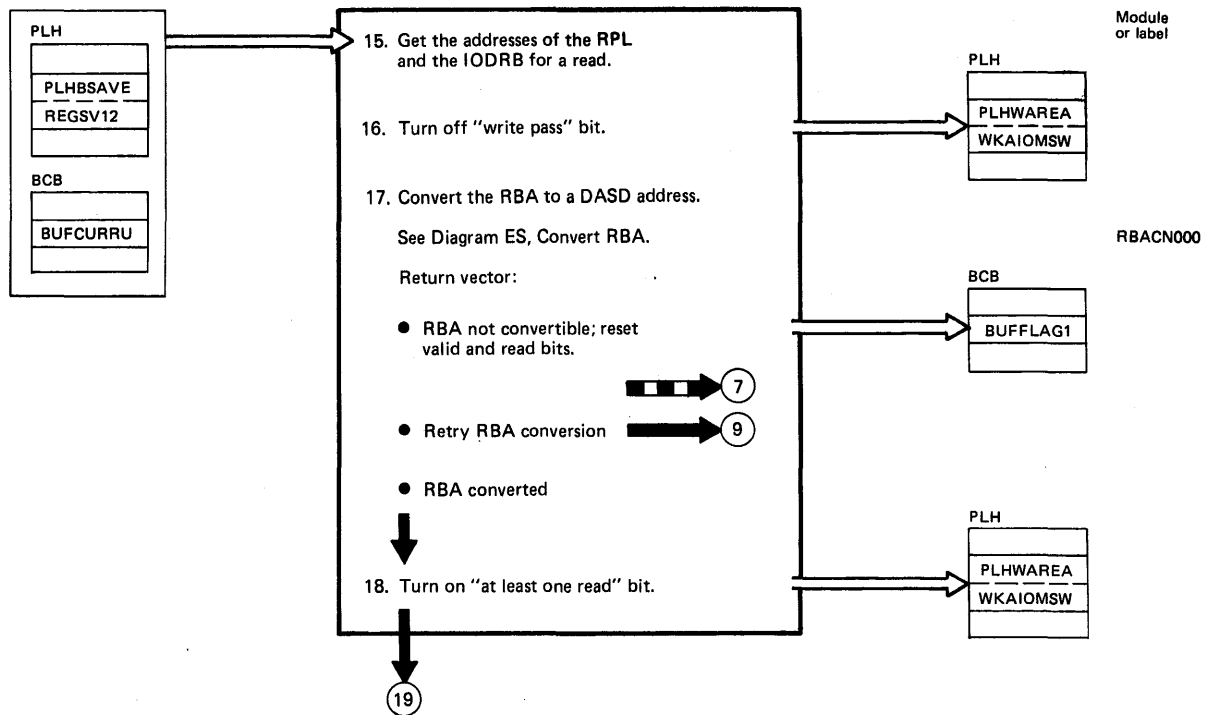 PLH
PLHBSAVE
REGSV12
BCB
BUFCURRU
15. Get the addresses of the RPL
and the IODRB for a read.
16. Turn off "write pass" bit.
17. Convert the RBA to a DASD address.
See Diagram ES, Convert RBA.
Return vector:
● RBA not convertible; reset
valid and read bits.
7
● Retry RBA conversion
9
● RBA converted
18. Turn on "at least one read" bit.
19
Module
or label
PLH
PLHWAREA
WKAIOMSW
RBACN000
BCB
BUFFLAG1
PLH
PLHWAREA
WKAIOMSW